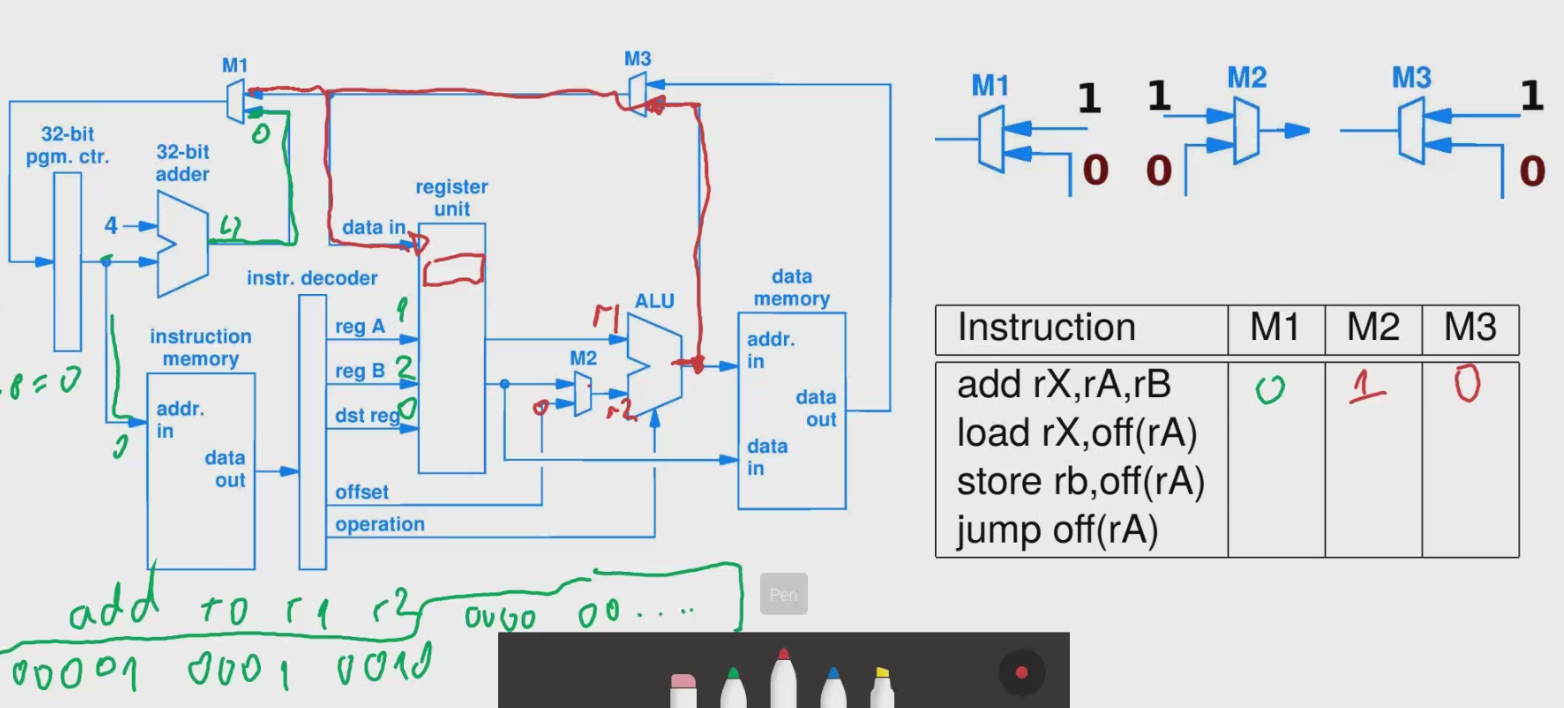 M1
M3
M1
1
0
1
0
M2
M3
1
0
32-bit
pgm. ctr.
32-bit
adder
0
4
4
register
unit
data in
instr. decoder
instruction
memory
addr.
in
data
out
reg A
1
reg B
2
dst reg
0
offset
operation
r1
ALU
M2
0
r2
data
memory
addr.
in
data
out
data
in
= 0
0
Instruction M1 M2 M3
add rX,rA,rB 0 1 0
load rX,off(rA)
store rb,off(rA)
jump off(rA)
add r0 r1 r2 0000 00....
00001 0001 0010
Pen